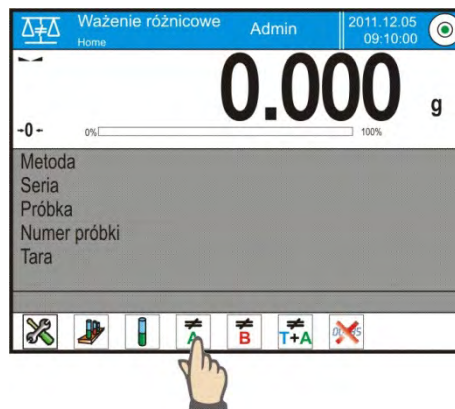 Ważenie różnicowe
Home
Admin
2011.12.05
09:10:00
0.000 g
→0←
0% 100%
Metoda
Seria
Próbka
Numer próbki
Tara
≠ A
≠ B
≠ T+A